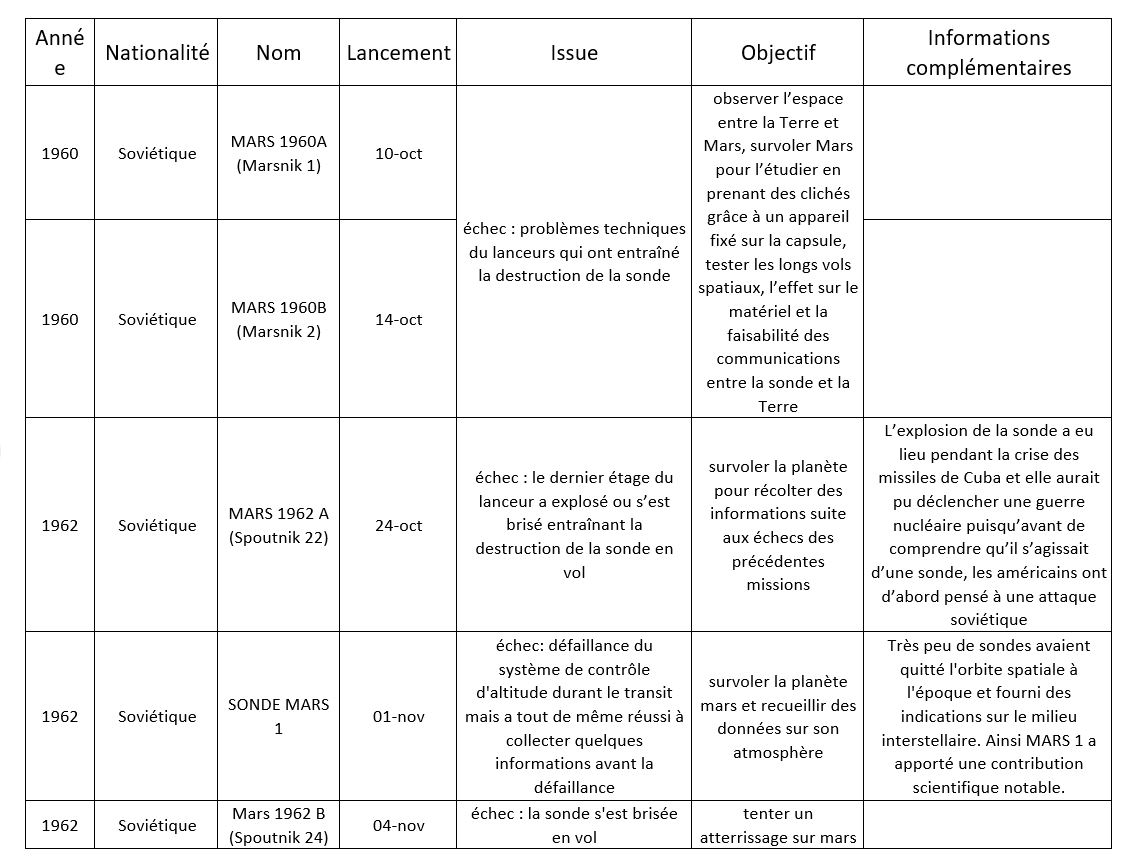 Anné
e
Nationalité
Nom
Lancement
Issue
Objectif
Informations
complémentaires
1960
Soviétique
MARS 1960A
(Marsnik 1)
10-oct
échec : problèmes techniques
du lanceurs qui ont entraîné
la destruction de la sonde
observer l’espace
entre la Terre et
Mars, survoler Mars
pour l’étudier en
prenant des clichés
grâce à un appareil
fixé sur la capsule,
tester les longs vols
spatiaux, l’effet sur le
matériel et la
faisabilité des
communications
entre la sonde et la
Terre
1960
Soviétique
MARS 1960B
(Marsnik 2)
14-oct
1962
Soviétique
MARS 1962 A
(Spoutnik 22)
24-oct
échec : le dernier étage du
lanceur a explosé ou s’est
brisé entraînant la
destruction de la sonde en
vol
survoler la planète
pour récolter des
informations suite
aux échecs des
précédentes
missions
L’explosion de la sonde a eu
lieu pendant la crise des
missiles de Cuba et elle aurait
pu déclencher une guerre
nucléaire puisqu’avant de
comprendre qu’il s’agissait
d’une sonde, les américains ont
d’abord pensé à une attaque
soviétique
1962
Soviétique
SONDE MARS
1
01-nov
échec: défaillance du
système de contrôle
d'altitude durant le transit
mais a tout de même réussi à
collecter quelques
informations avant la
défaillance
survoler la planète
mars et recueillir des
données sur son
atmosphère
Très peu de sondes avaient
quitté l'orbite spatiale à
l'époque et fourni des
indications sur le milieu
interstellaire. Ainsi MARS 1 a
apporté une contribution
scientifique notable.
1962
Soviétique
Mars 1962 B
(Spoutnik 24)
04-nov
échec : la sonde s'est brisée
en vol
tenter un
atterrissage sur mars